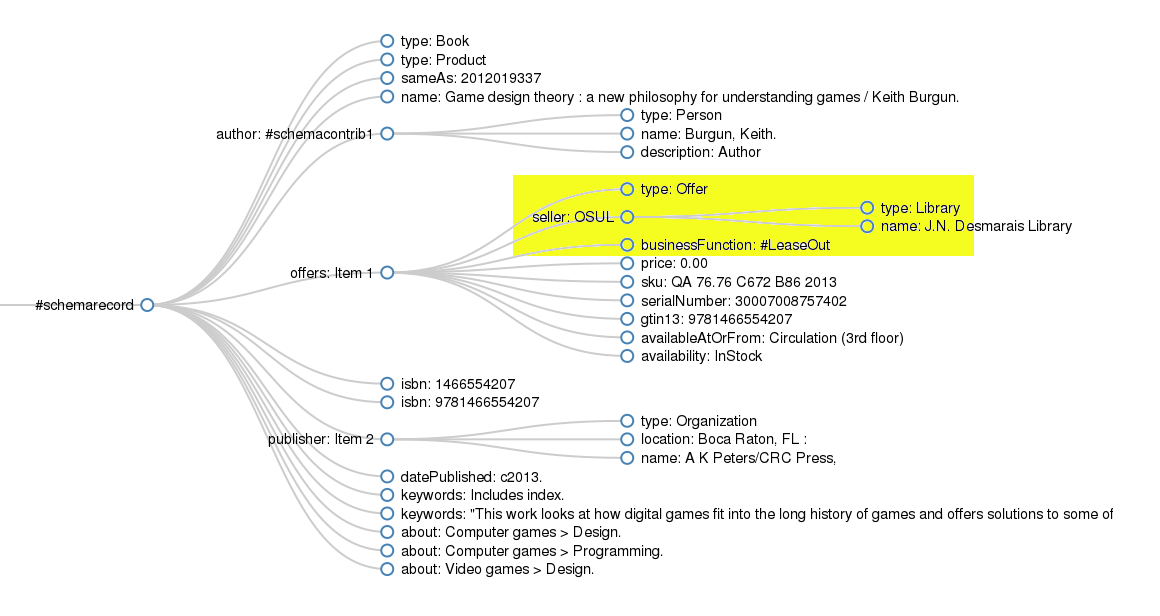 type: Book
type: Product
sameAs: 2012019337
name: Game design theory : a new philosophy for understanding games / Keith Burgun.
type: Person
author: #schemacontrib1
name: Burgun, Keith.
description: Author
type: Offer
type: Library
seller: OSUL
name: J.N. Desmarais Library
businessFunction: #LeaseOut
price: 0.00
offers: Item 1
sku: QA 76.76 C672 B86 2013
serialNumber: 30007008757402
#schemarecord
gtin13: 9781466554207
availableAtOrFrom: Circulation (3rd floor)
availability: InStock
isbn: 1466554207
isbn: 9781466554207
type: Organization
publisher: Item 2
location: Boca Raton, FL :
name: A K Peters/CRC Press,
datePublished: c2013.
keywords: Includes index.
keywords: "This work looks at how digital games fit into the long history of games and offers solutions to some of
about: Computer games > Design.
about: Computer games > Programming.
about: Video games > Design.